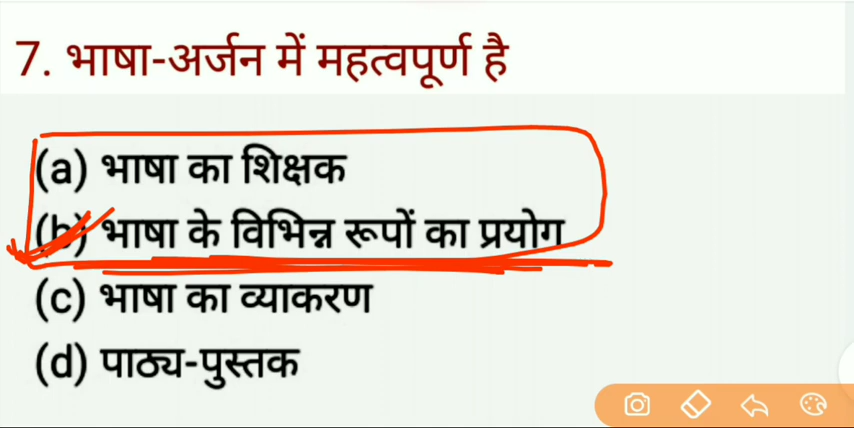 7. भाषा-अर्जन में महत्वपूर्ण है
(a) भाषा का शिक्षक
(b) भाषा के विभिन्न रूपों का प्रयोग
(c) भाषा का व्याकरण
(d) पाठ्य-पुस्तक